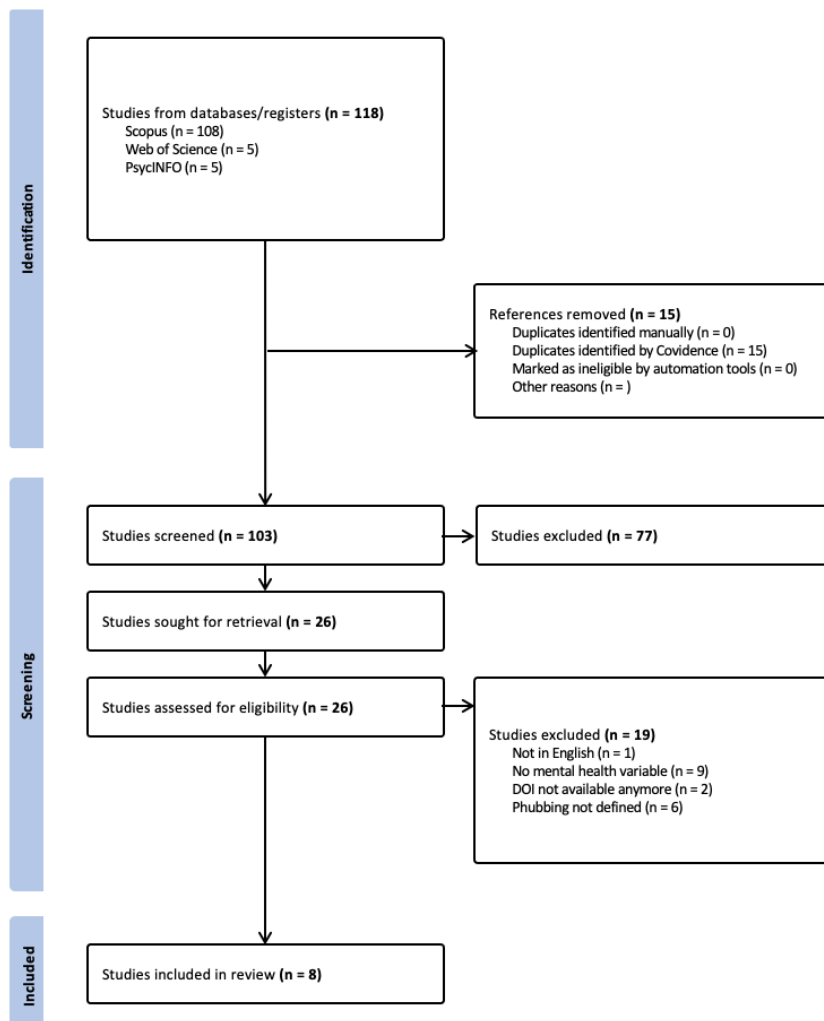 Identification
Studies from databases/registers (n = 118)
Scopus (n = 108)
Web of Science (n = 5)
PsycINFO (n = 5)
References removed (n = 15)
Duplicates identified manually (n = 0)
Duplicates identified by Covidence (n = 15)
Marked as ineligible by automation tools (n = 0)
Other reasons (n = )
Screening
Studies screened (n = 103)
Studies excluded (n = 77)
Studies sought for retrieval (n = 26)
Studies assessed for eligibility (n = 26)
Studies excluded (n = 19)
Not in English (n = 1)
No mental health variable (n = 9)
DOI not available anymore (n = 2)
Phubbing not defined (n = 6)
Included
Studies included in review (n = 8)